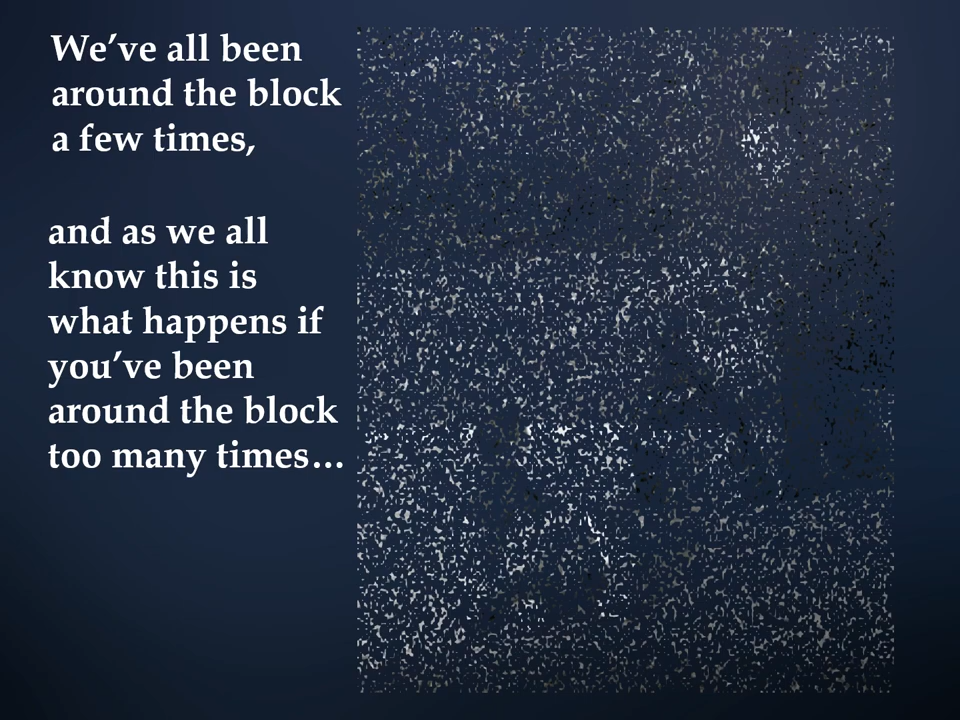 We’ve all been
around the block
a few times,
and as we all
know this is
what happens if
you’ve been
around the block
too many times…